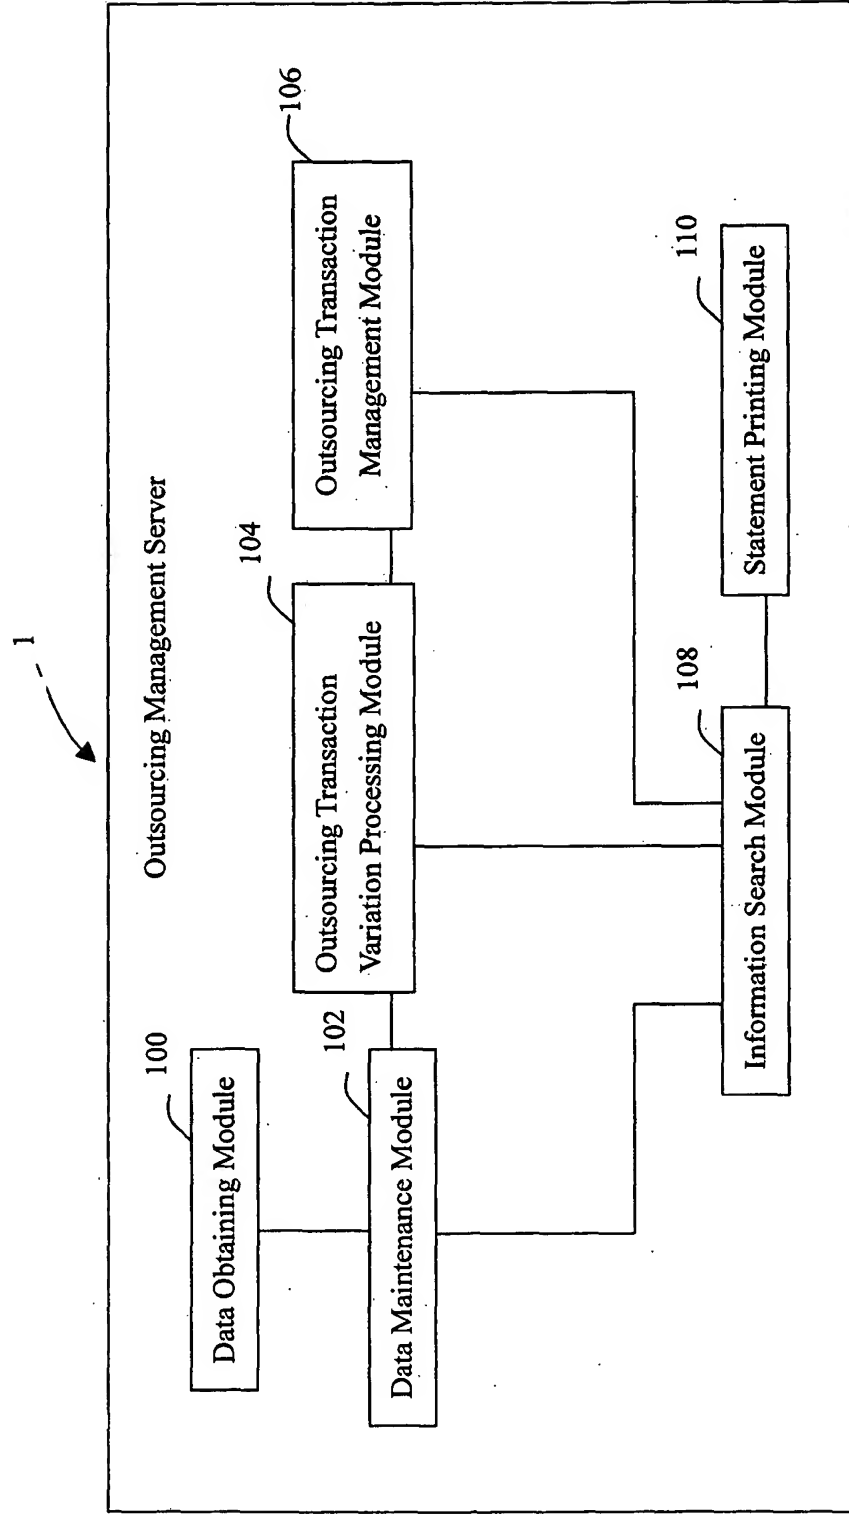 1
Outsourcing Management Server
100
Data Obtaining Module
102
Data Maintenance Module
104
Outsourcing Transaction
Variation Processing Module
106
Outsourcing Transaction
Management Module
108
Information Search Module
110
Statement Printing Module